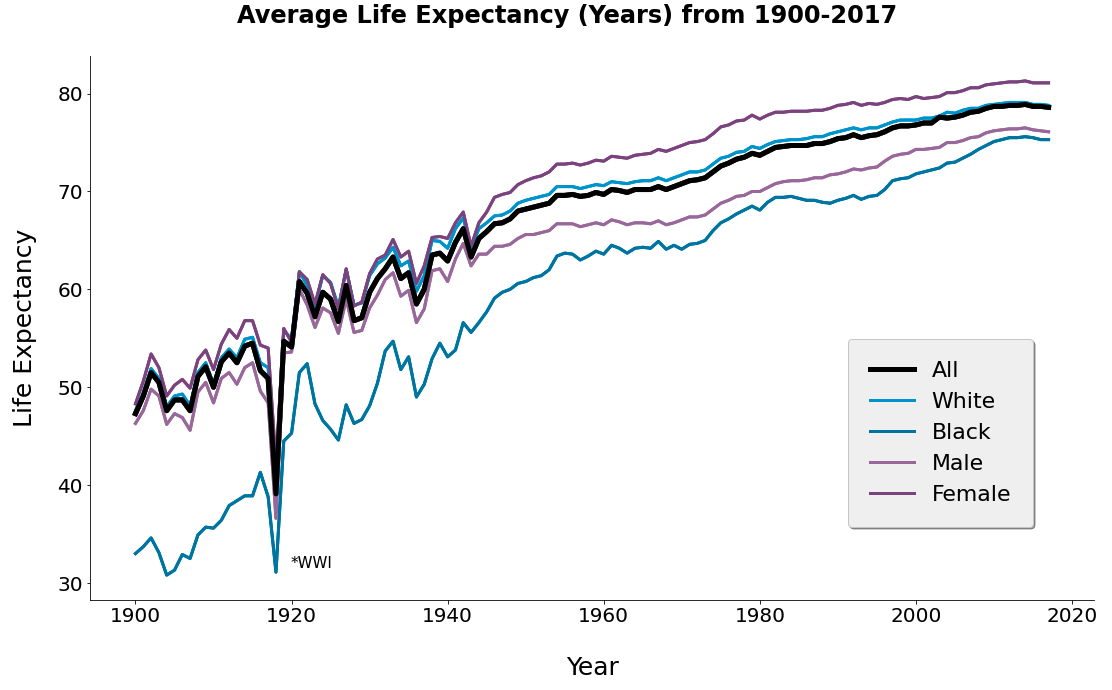 Average Life Expectancy (Years) from 1900-2017
Life Expectancy
80
70
60
50
40
30
*WWI
All
White
Black
Male
Female
1900 1920 1940 1960 1980 2000 2020
Year